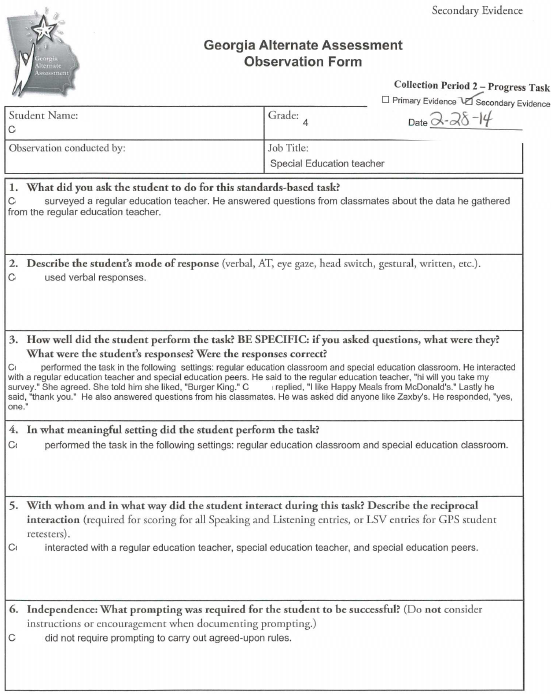 Secondary Evidence
Georgia
Alternate
Assessment
Georgia Alternate Assessment
Observation Form
Collection Period 2 – Progress Task
Primary Evidence Secondary Evidence
Date 2-28-14
Student Name:
C
Grade: 4
Observation conducted by:
Job Title:
Special Education teacher
1. What did you ask the student to do for this standards-based task?
C surveyed a regular education teacher. He answered questions from classmates about the data he gathered
from the regular education teacher.
2. Describe the student's mode of response (verbal, AT, eye gaze, head switch, gestural, written, etc.).
C used verbal responses.
3. How well did the student perform the task? BE SPECIFIC: if you asked questions, what were they?
What were the student's responses? Were the responses correct?
C performed the task in the following settings: regular education classroom and special education classroom. He interacted
with a regular education teacher and special education peers. He said to the regular education teacher, "hi will you take my
survey." She agreed. She told him she liked, "Burger King." C replied, "I like Happy Meals from McDonald's." Lastly he
said, "thank you." He also answered questions from his classmates. He was asked did anyone like Zaxby's. He responded, "yes,
one."
4. In what meaningful setting did the student perform the task?
C performed the task in the following settings: regular education classroom and special education classroom.
5. With whom and in what way did the student interact during this task? Describe the reciprocal
interaction (required for scoring for all Speaking and Listening entries, or LSV entries for GPS student
retesters).
C interacted with a regular education teacher, special education teacher, and special education peers.
6. Independence: What prompting was required for the student to be successful? (Do not consider
instructions or encouragement when documenting prompting.)
C did not require prompting to carry out agreed-upon rules.